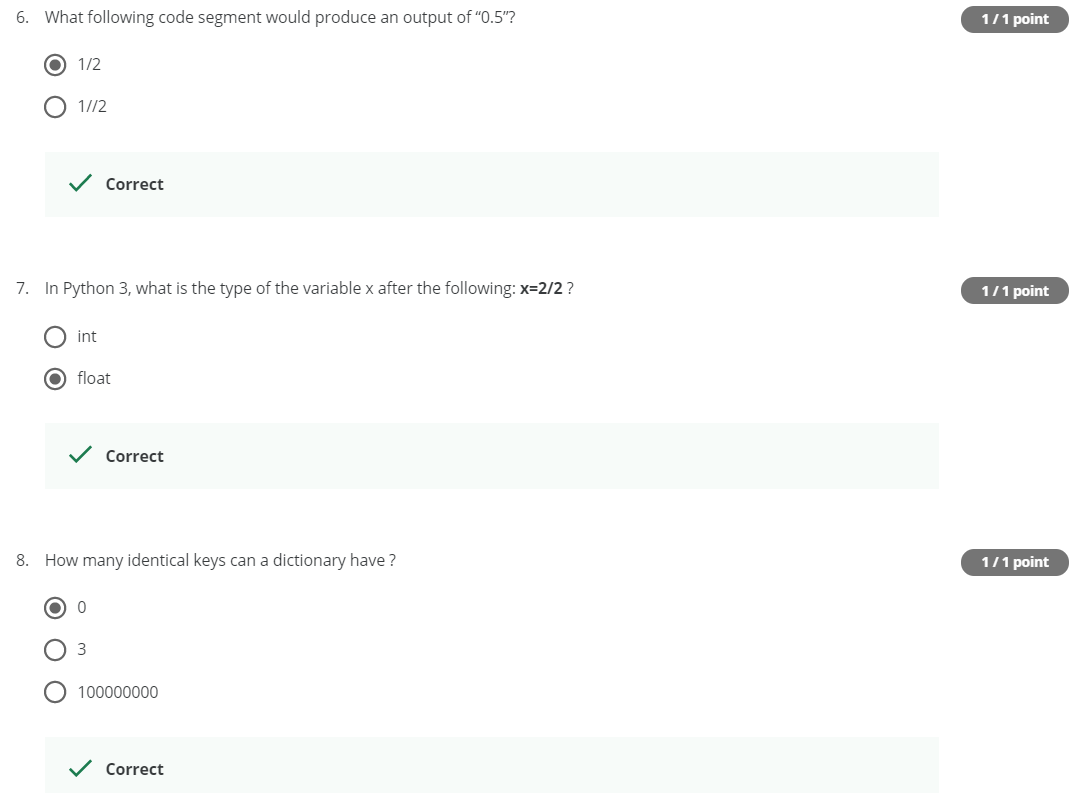 6. What following code segment would produce an output of “0.5”?
1 / 1 point
1/2
1//2
Correct
7. In Python 3, what is the type of the variable x after the following: x=2/2 ?
1 / 1 point
int
float
Correct
8. How many identical keys can a dictionary have ?
1 / 1 point
0
3
100000000
Correct